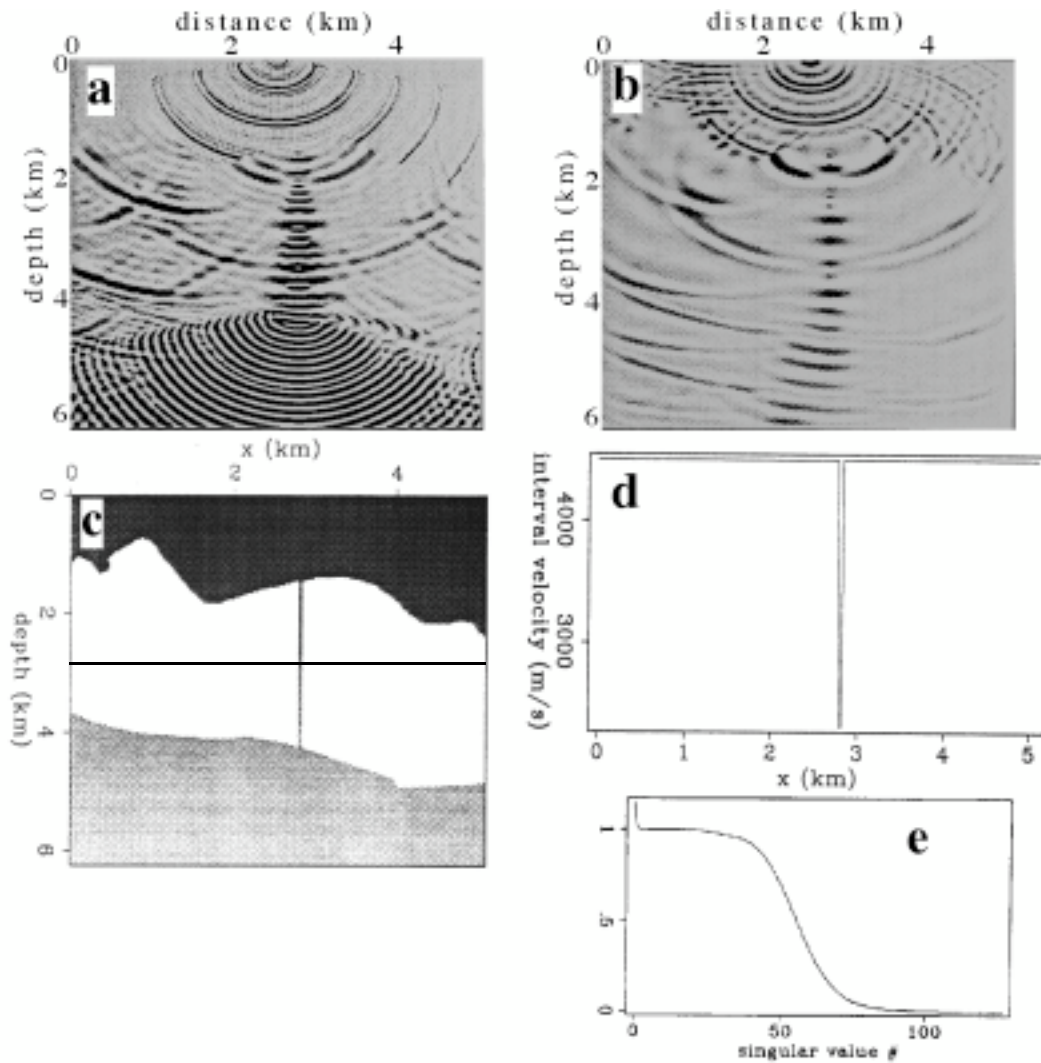 distance (km)
0 2 4
a
depth (km)
0
2
4
6
distance (km)
0 2 4
b
depth (km)
0
2
4
6
x (km)
0 2 4
c
depth (km)
0
2
4
6
d
interval velocity (m/s)
4000
3000
0 1 2 3 4 5
x (km)
e
1
.5
0
0 50 100
singular value #